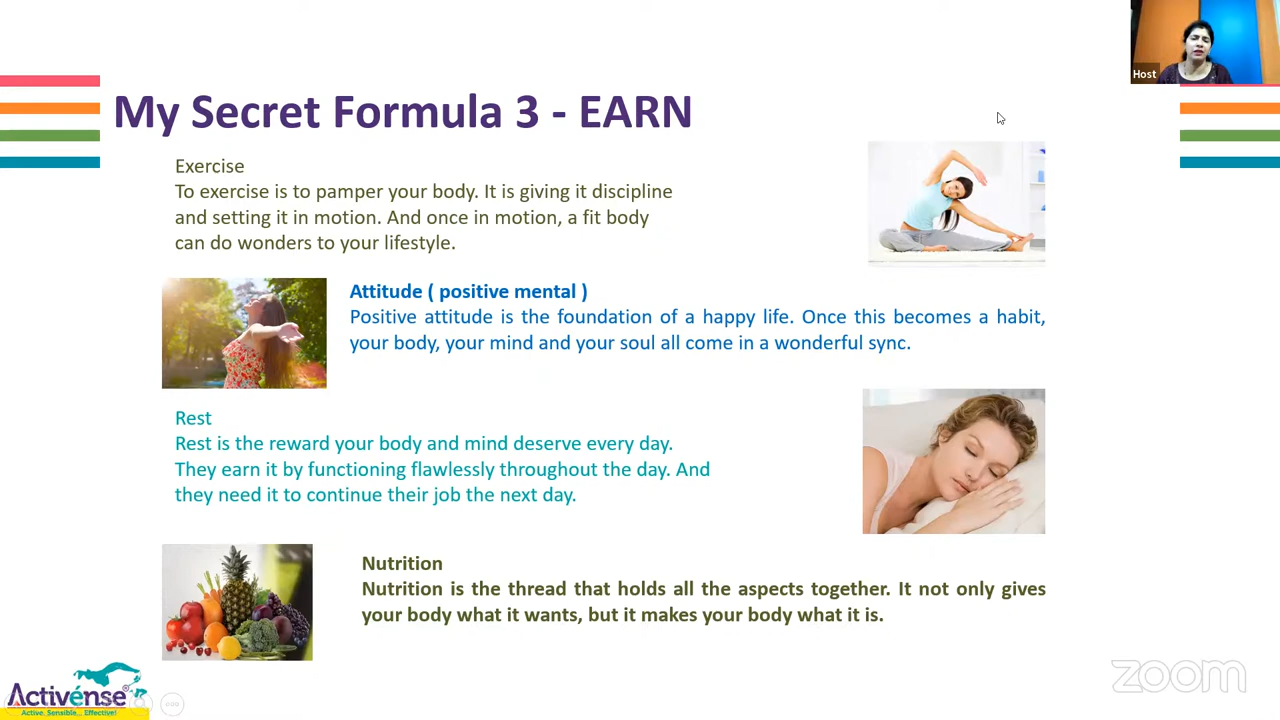 Host
My Secret Formula 3 - EARN
Exercise
To exercise is to pamper your body. It is giving it discipline
and setting it in motion. And once in motion, a fit body
can do wonders to your lifestyle.
Attitude ( positive mental )
Positive attitude is the foundation of a happy life. Once this becomes a habit,
your body, your mind and your soul all come in a wonderful sync.
Rest
Rest is the reward your body and mind deserve every day.
They earn it by functioning flawlessly throughout the day. And
they need it to continue their job the next day.
Nutrition
Nutrition is the thread that holds all the aspects together. It not only gives
your body what it wants, but it makes your body what it is.
Activénse
Active. Sensible... Effective!
zoom